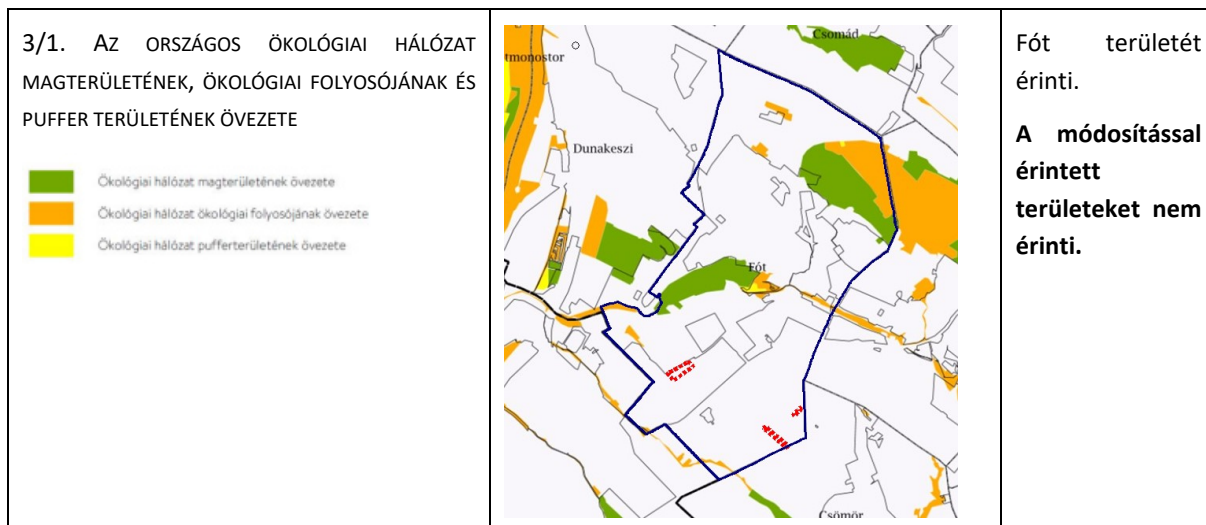 3/1. AZ ORSZÁGOS ÖKOLÓGIAI HÁLÓZAT
MAGTERÜLETÉNEK, ÖKOLÓGIAI FOLYOSÓJÁNAK ÉS
PUFFER TERÜLETÉNEK ÖVEZETE
Ökológiai hálózat magterületének övezete
Ökológiai hálózat ökológiai folyosójának övezete
Ökológiai hálózat pufferterületének övezete
Csomád
tmonostor
Dunakeszi
Fót
Csömör
Fót területét
érinti.
A módosítással
érintett
területeket nem
érinti.